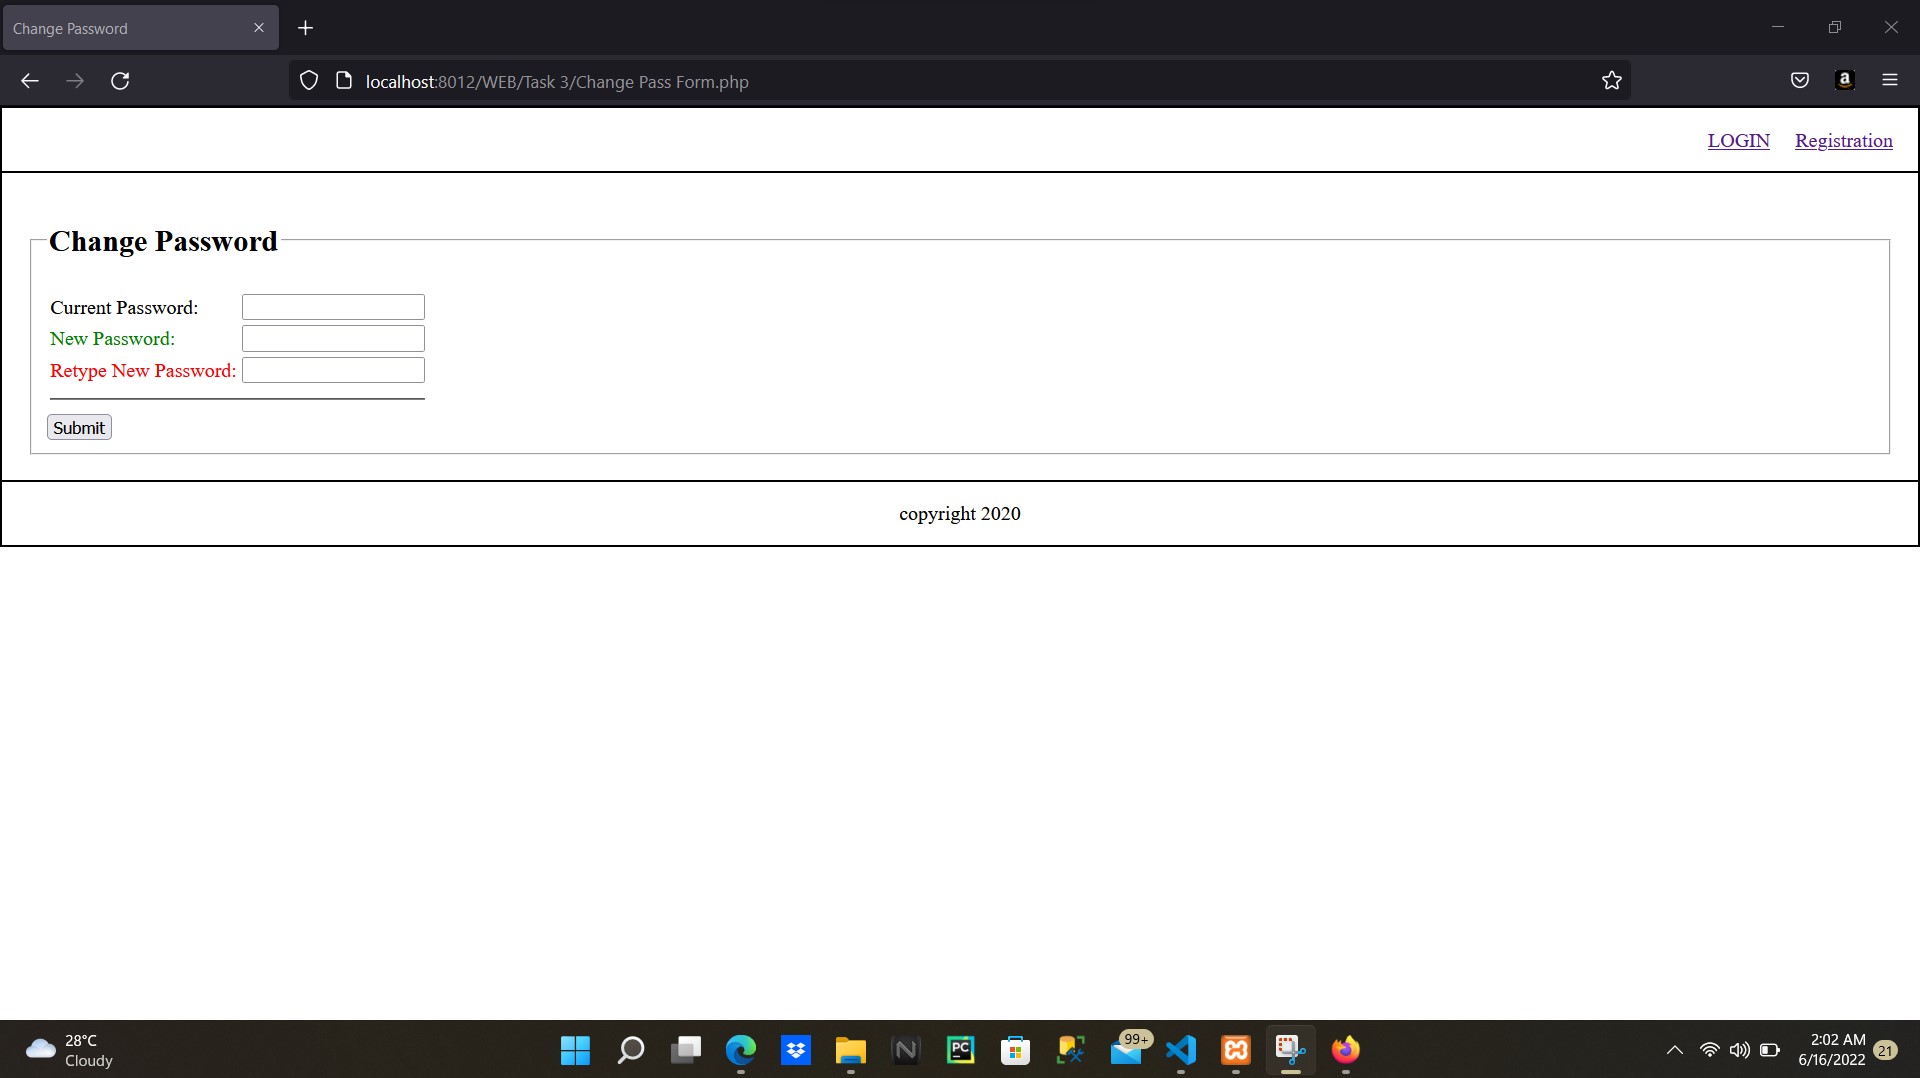 Change Password
localhost:8012/WEB/Task 3/Change Pass Form.php
LOGIN Registration
Change Password
Current Password:
New Password:
Retype New Password:
Submit
copyright 2020
28°C
Cloudy
PC
99+
2:02 AM
6/16/2022
21